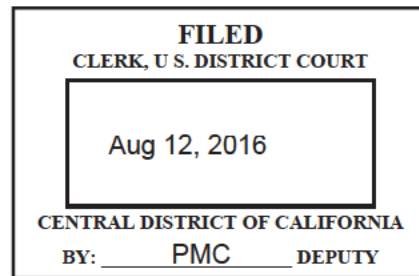 FILED
CLERK, U S. DISTRICT COURT
Aug 12, 2016
CENTRAL DISTRICT OF CALIFORNIA
BY: PMC DEPUTY